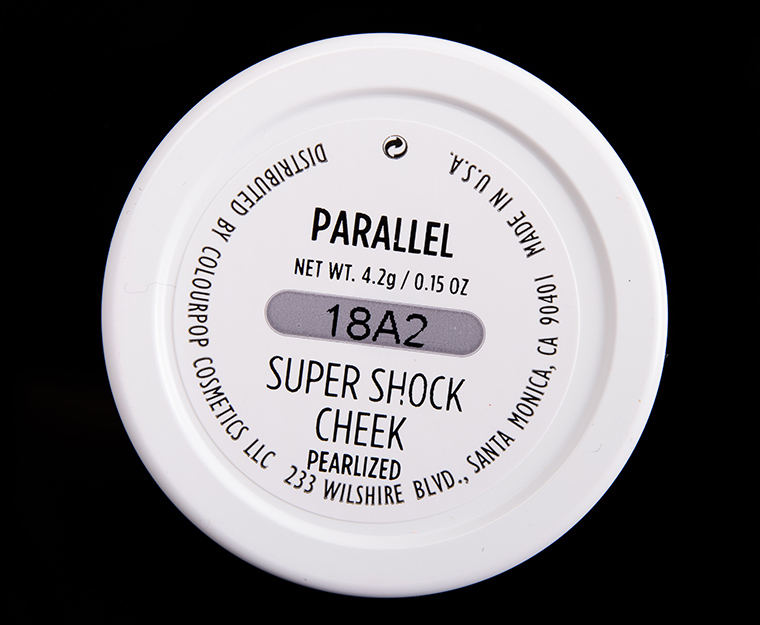 PARALLEL
NET WT. 4.2g / 0.15 OZ
18A2
SUPER SHOCK
CHEEK
PEARLIZED
DISTRIBUTED BY COLOURPOP COSMETICS LLC 233 WILSHIRE BLVD., SANTA MONICA, CA 90401 MADE IN U.S.A.